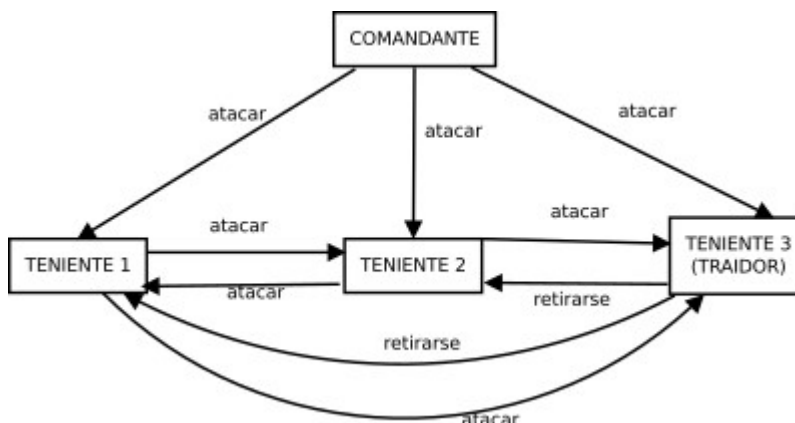 COMANDANTE
atacar
atacar
atacar
atacar
atacar
TENIENTE 1
TENIENTE 2
TENIENTE 3
(TRAIDOR)
atacar
retirarse
retirarse
atacar